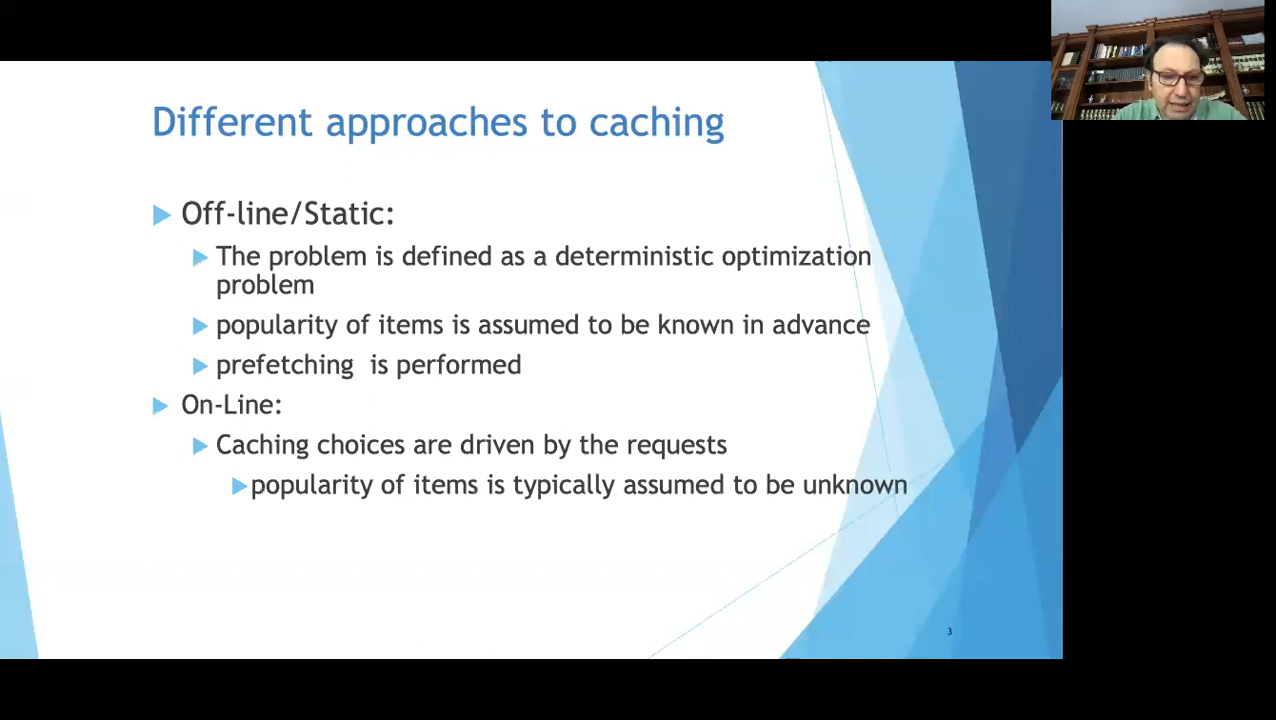 Different approaches to caching
Off-line/Static:
The problem is defined as a deterministic optimization
problem
popularity of items is assumed to be known in advance
prefetching is performed
On-Line:
Caching choices are driven by the requests
popularity of items is typically assumed to be unknown
3